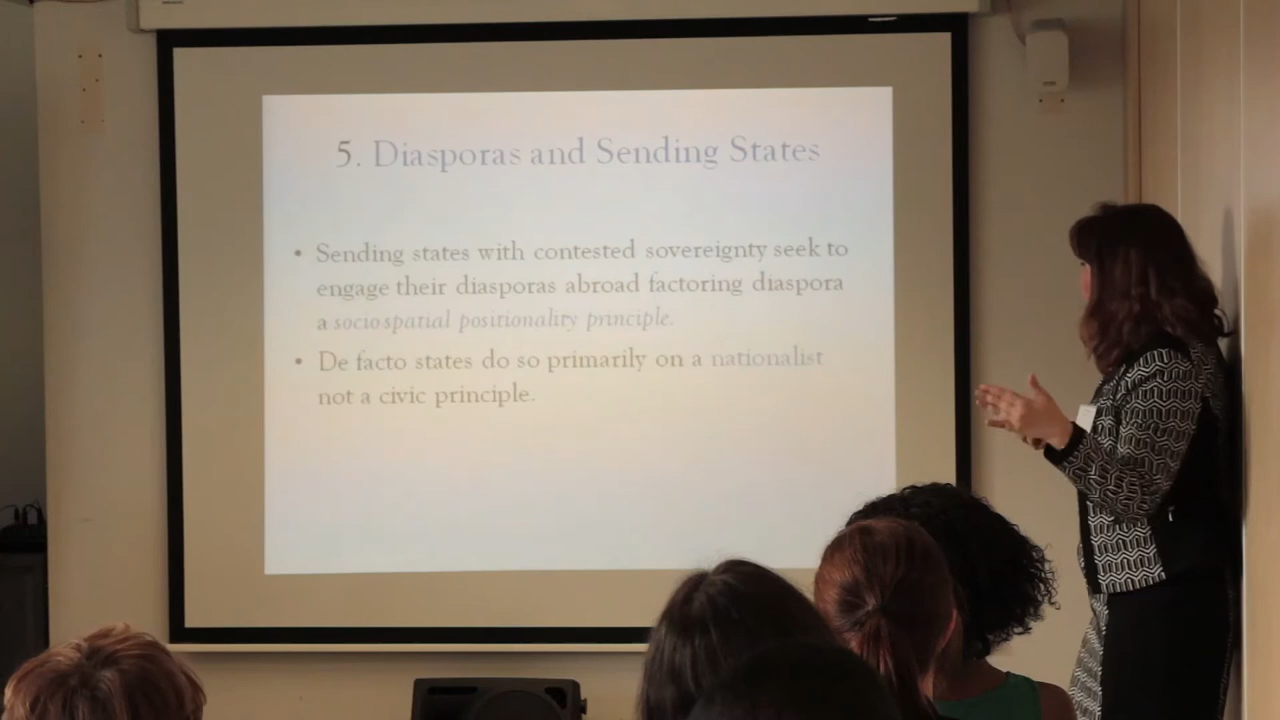 5. Diasporas and Sending States
• Sending states with contested sovereignty seek to
engage their diasporas abroad factoring diaspora
a socio-spatial positionality principle.
• De facto states do so primarily on a nationalist
not a civic principle.